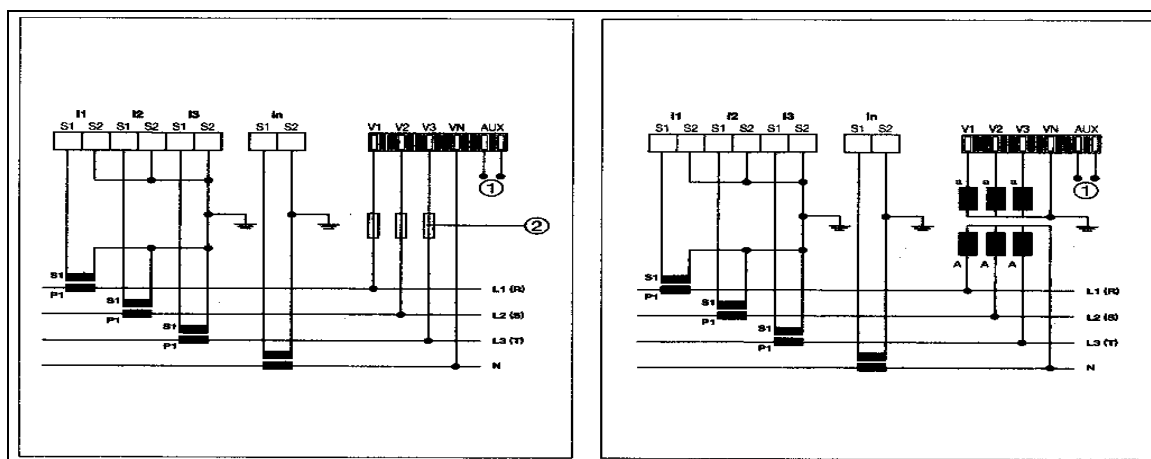 I1 I2 I3 In
S1 S2 S1 S2 S1 S2 S1 S2 V1 V2 V3 VN AUX
1
2
S1
P1 L1 (R)
S1
P1 L2 (S)
S1
P1 L3 (T)
N
I1 I2 I3 In
S1 S2 S1 S2 S1 S2 S1 S2 V1 V2 V3 VN AUX
a a a 1
A A A
S1
P1 L1 (R)
S1
P1 L2 (S)
S1
P1 L3 (T)
N